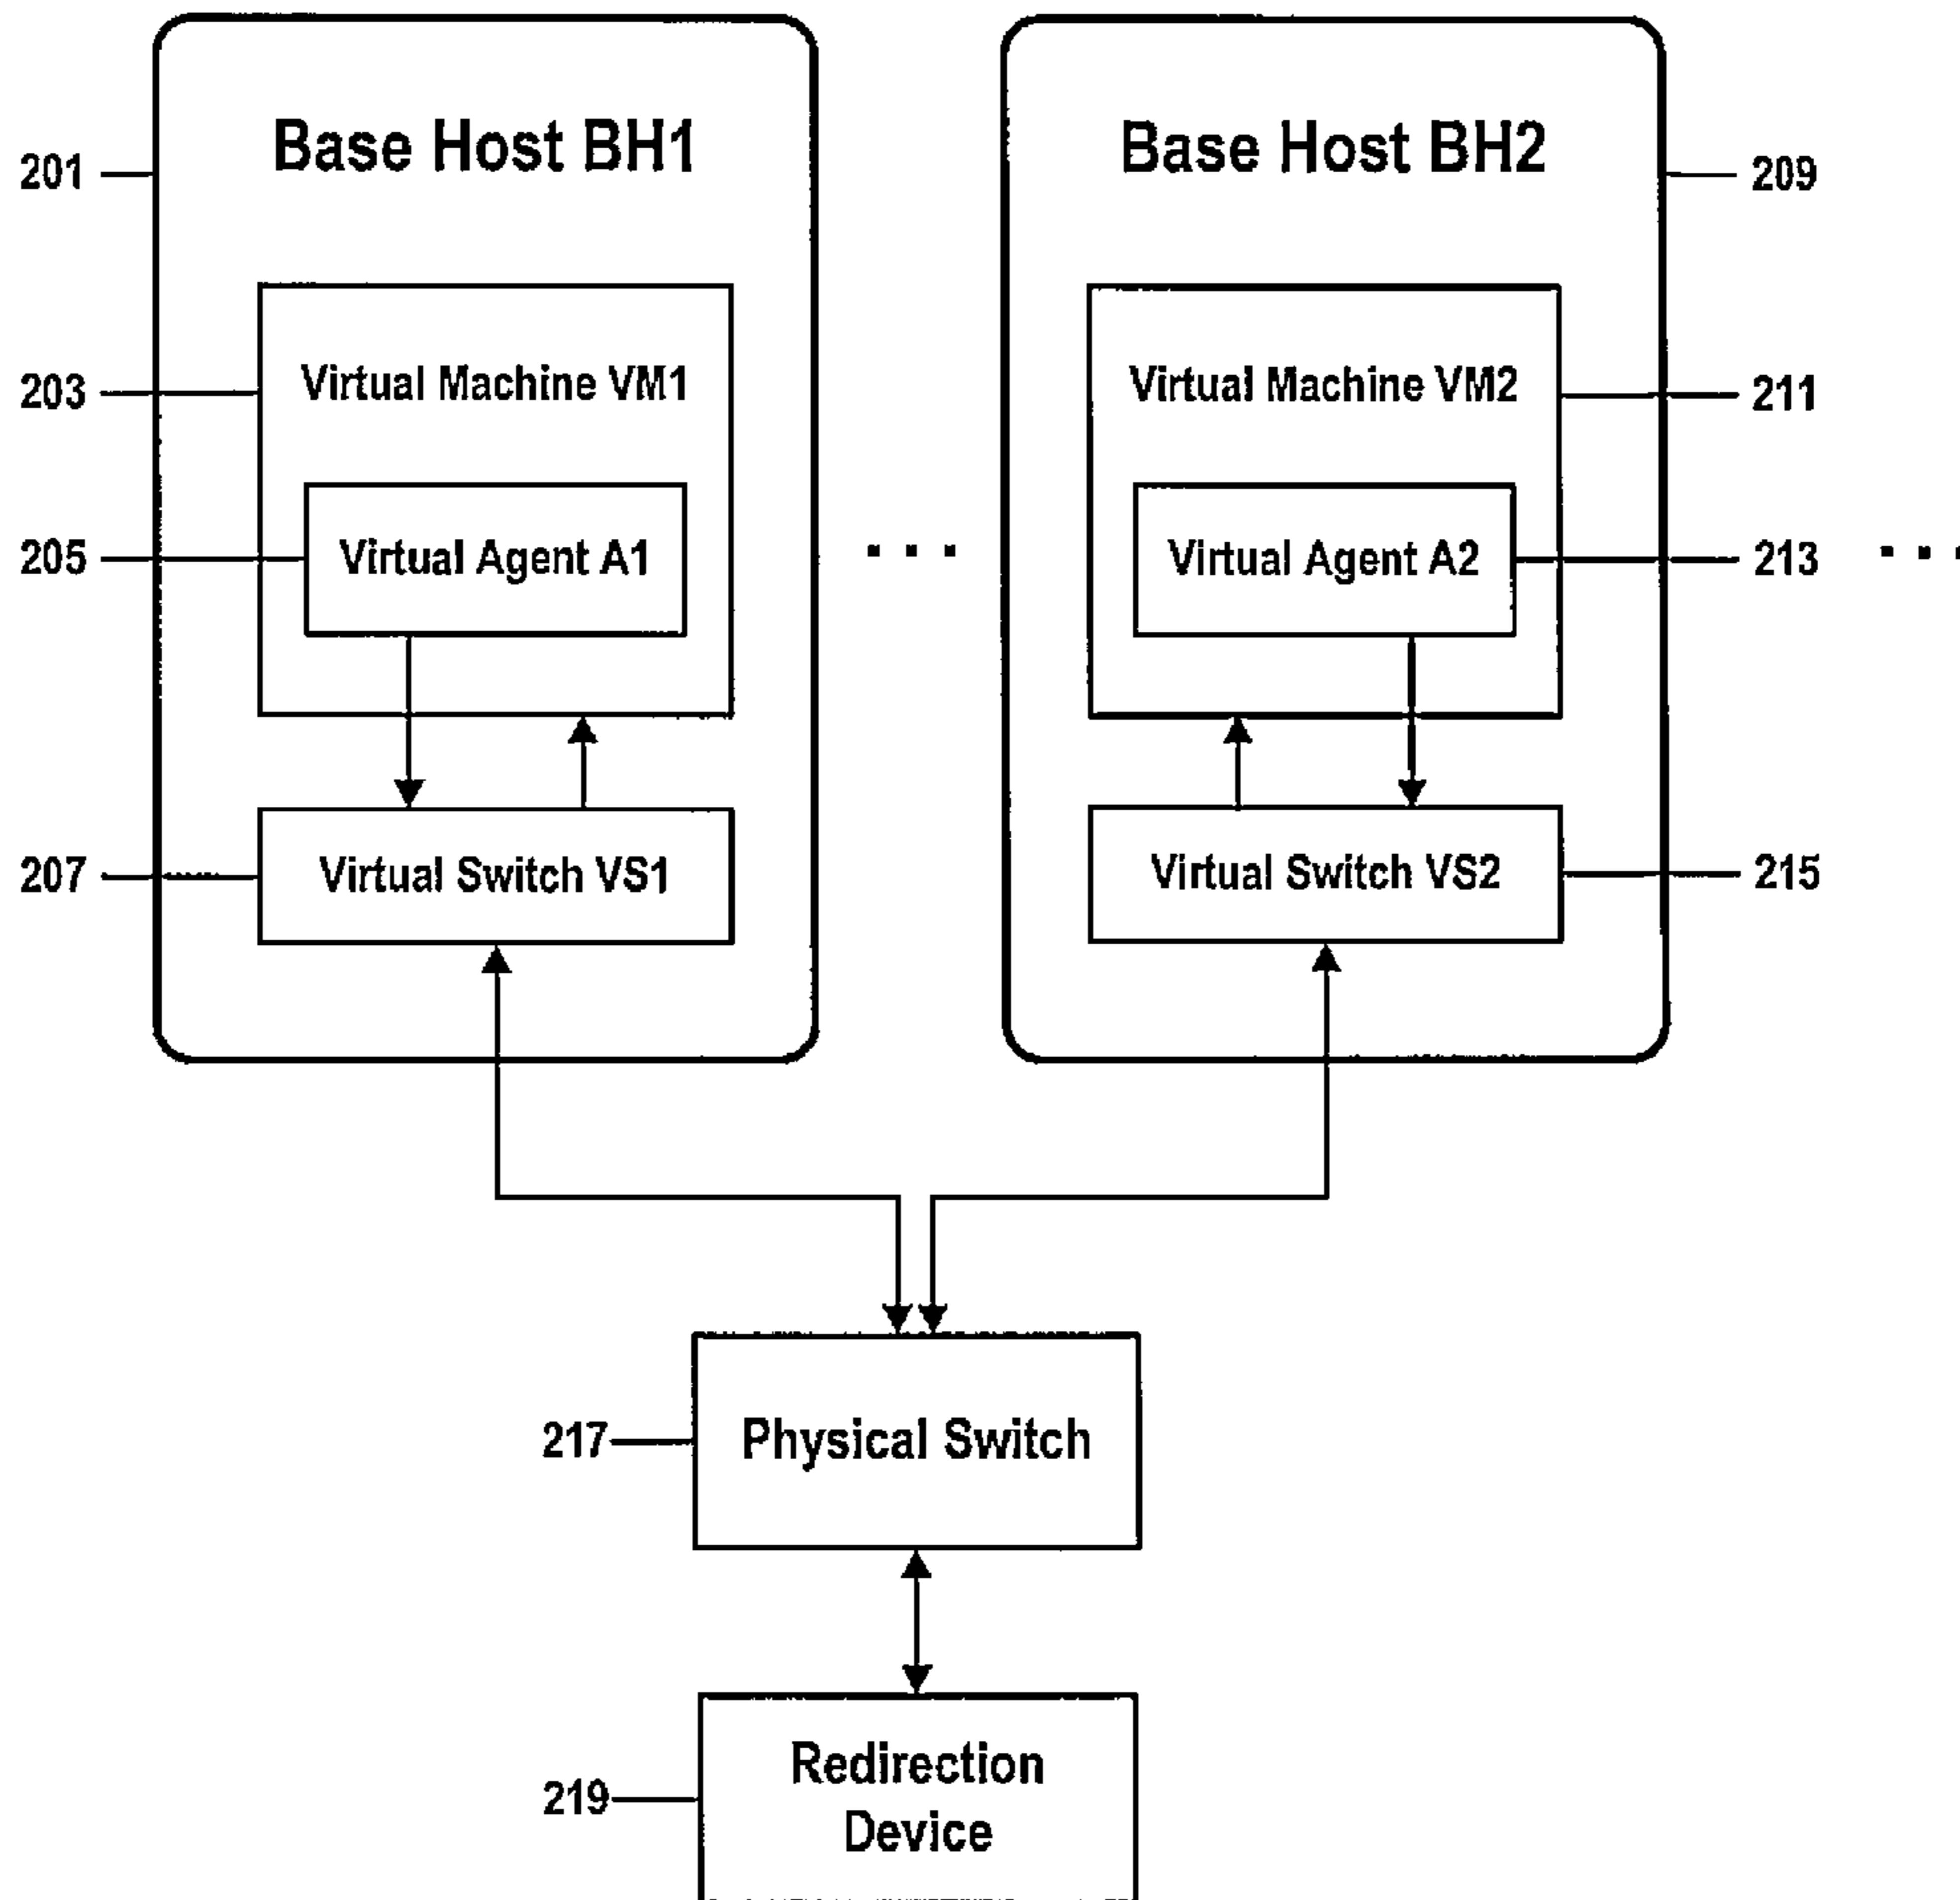 Base Host BH1
Base Host BH2
201
209
Virtual Machine VM1
Virtual Machine VM2
203
211
Virtual Agent A1
Virtual Agent A2
205
. . .
213
. . .
Virtual Switch VS1
Virtual Switch VS2
207
215
Physical Switch
217
Redirection
Device
219